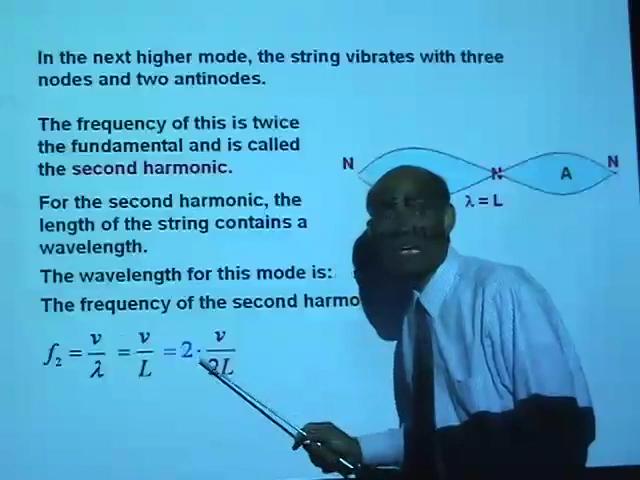 In the next higher mode, the string vibrates with three
nodes and two antinodes.
The frequency of this is twice
the fundamental and is called
the second harmonic.
N N A N
λ = L
For the second harmonic, the
length of the string contains a
wavelength.
The wavelength for this mode is:
The frequency of the second harmo
f₂ = v/λ = v/L = 2 · v/2L